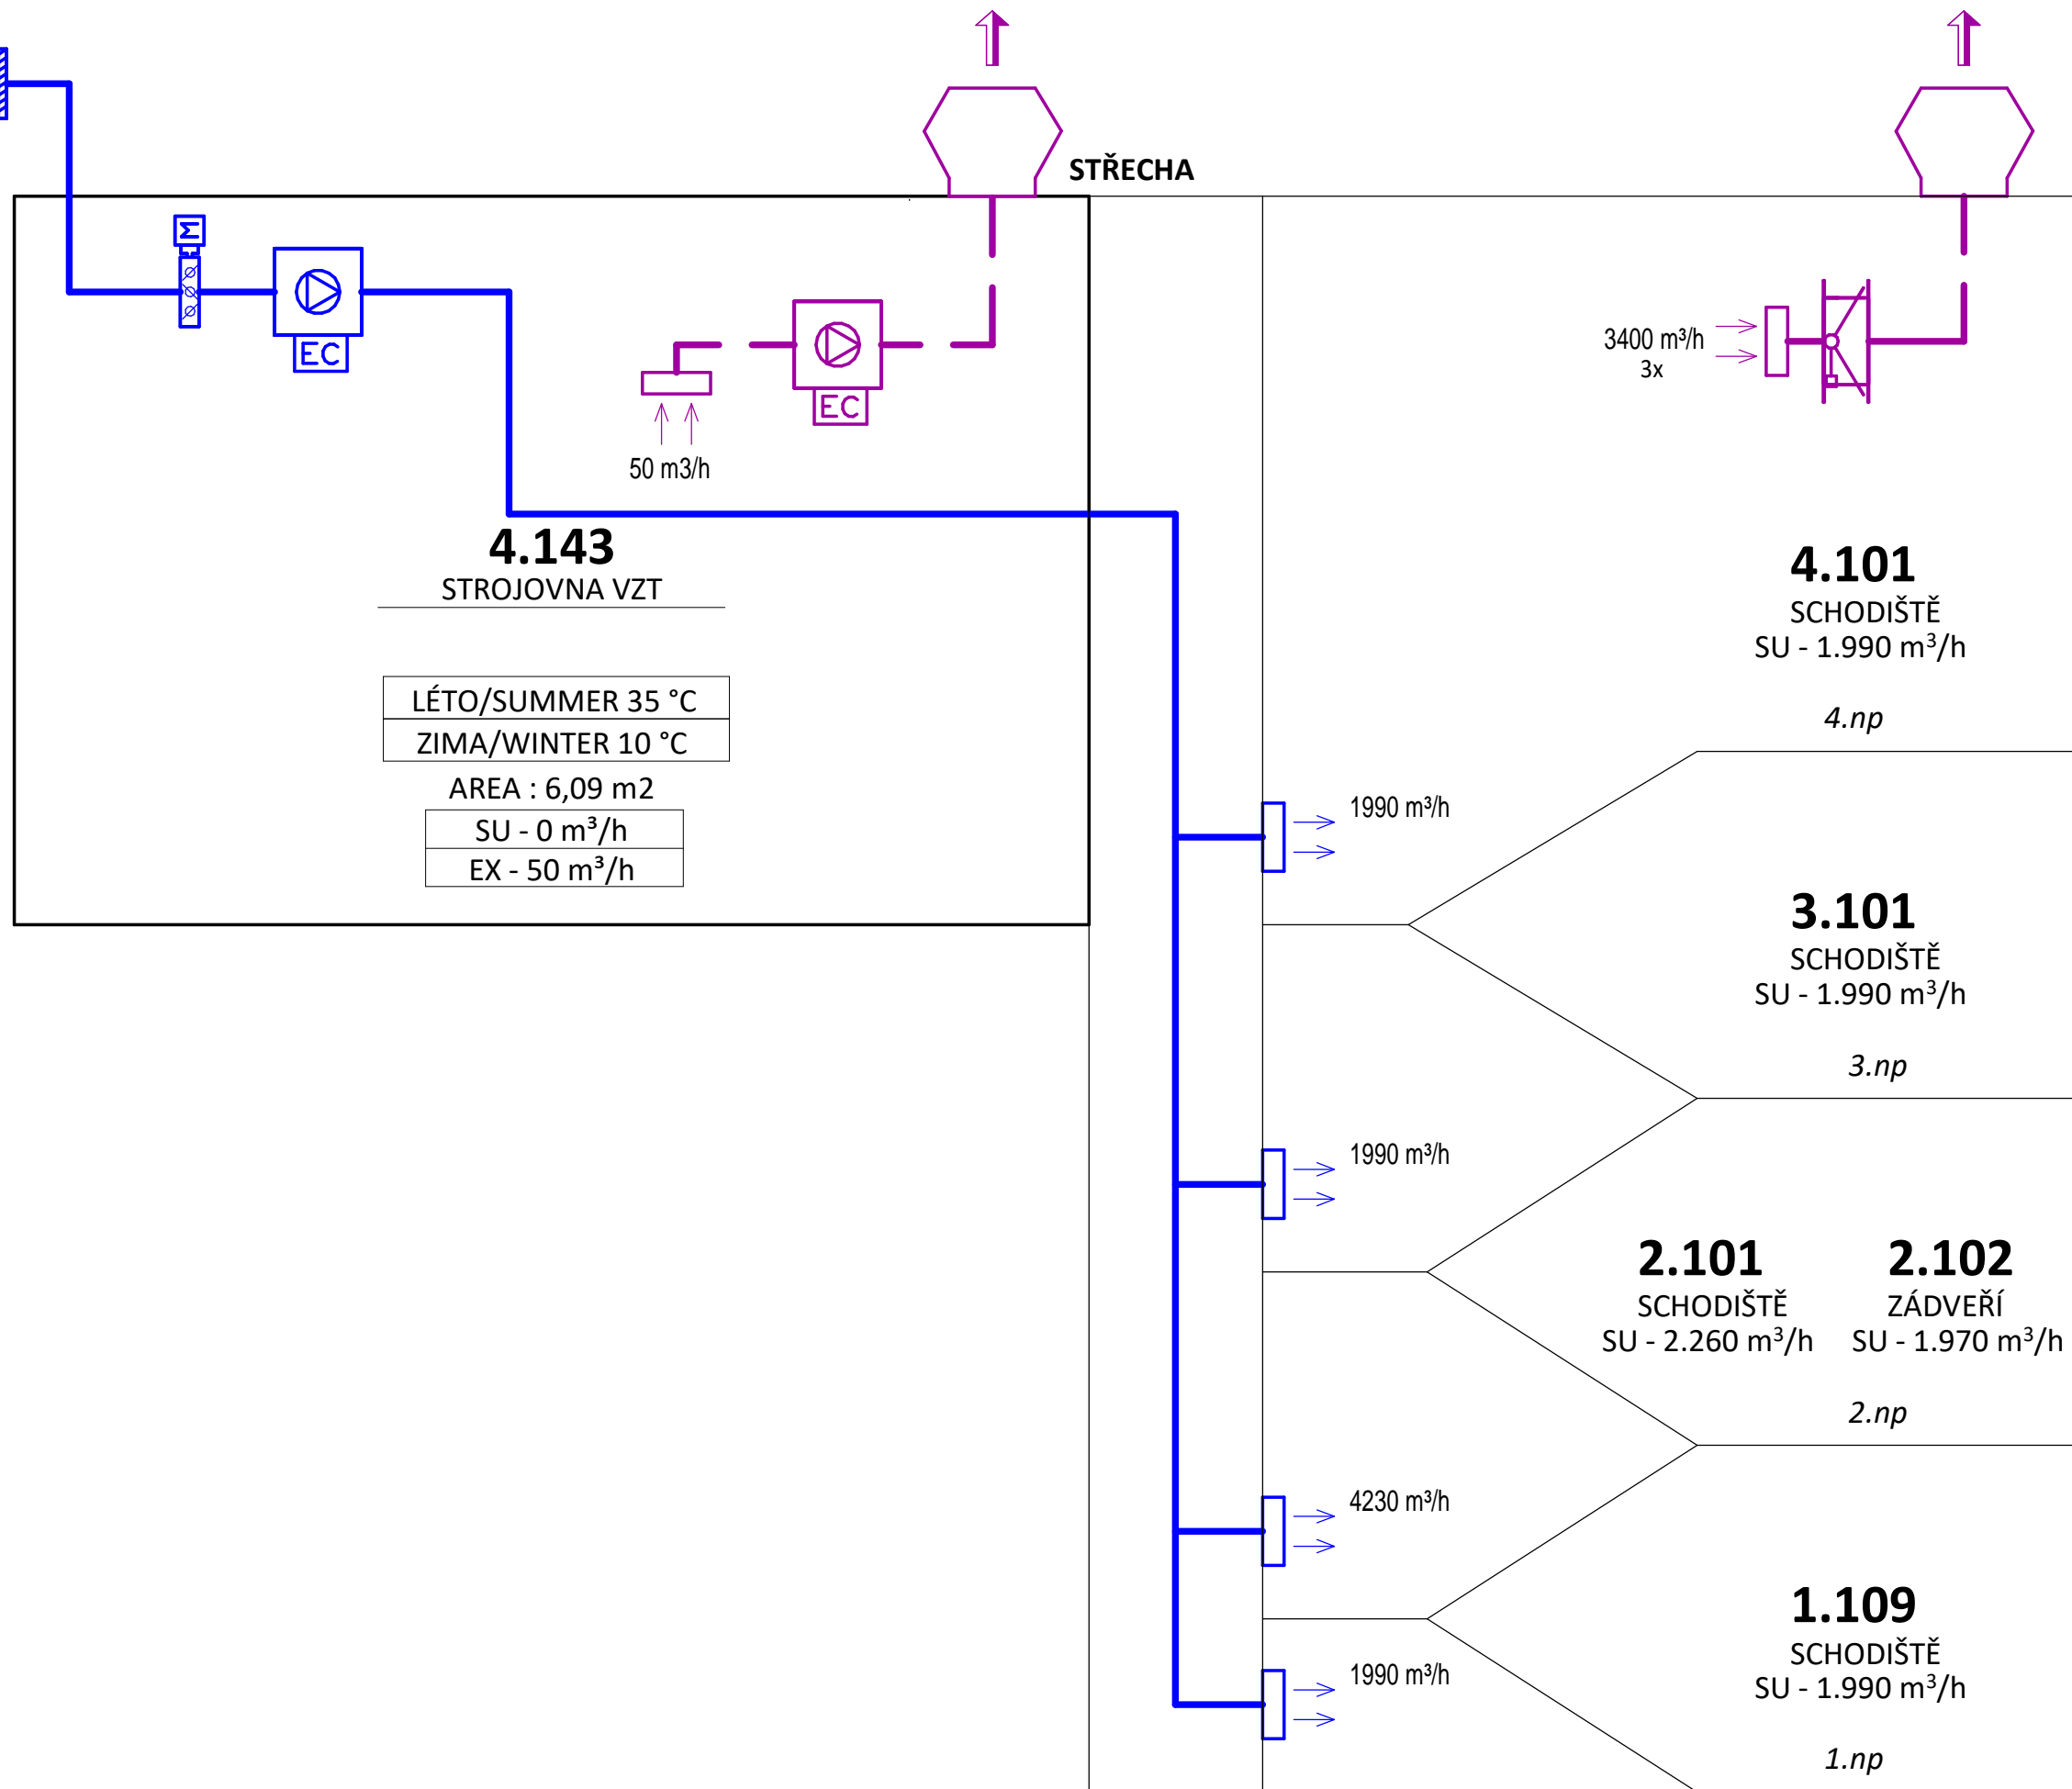 STŘECHA
M
EC
EC
50 m3/h
3400 m³/h
3x
4.143
STROJOVNA VZT
LÉTO/SUMMER 35 °C
ZIMA/WINTER 10 °C
AREA : 6,09 m2
SU - 0 m³/h
EX - 50 m³/h
4.101
SCHODIŠTĚ
SU - 1.990 m³/h
4.np
1990 m³/h
3.101
SCHODIŠTĚ
SU - 1.990 m³/h
3.np
1990 m³/h
2.101
SCHODIŠTĚ
SU - 2.260 m³/h
2.102
ZÁDVEŘÍ
SU - 1.970 m³/h
2.np
4230 m³/h
1.109
SCHODIŠTĚ
SU - 1.990 m³/h
1990 m³/h
1.np